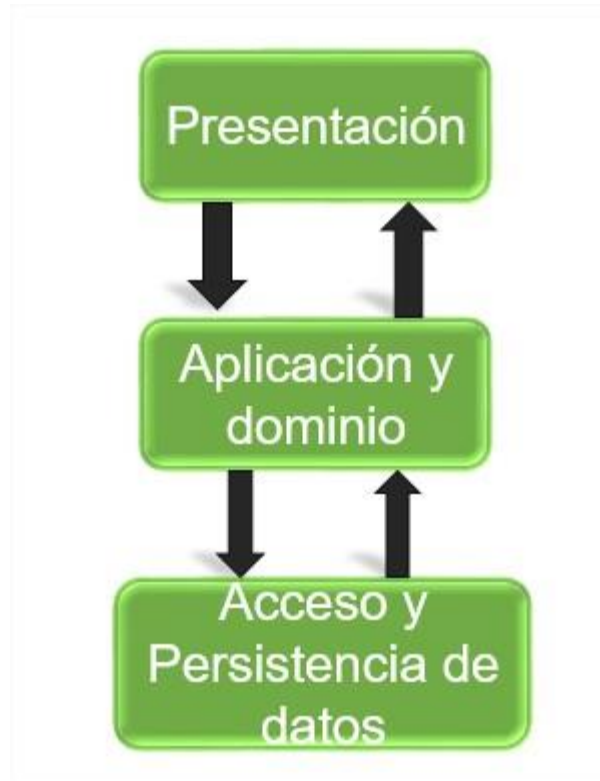 Presentación
Aplicación y
dominio
Acceso y
Persistencia de
datos